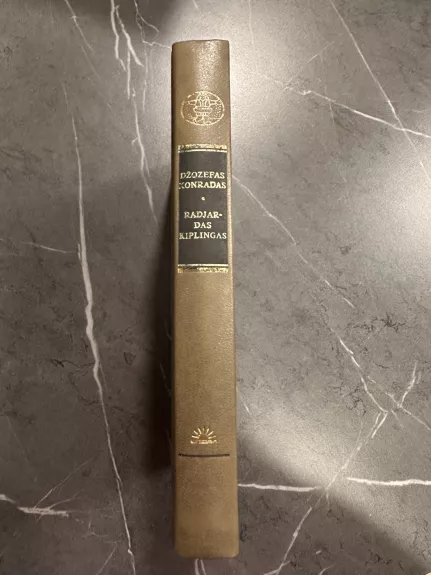 DŽOZEFAS
KONRADAS
RADJAR-
DAS
KIPLINGAS